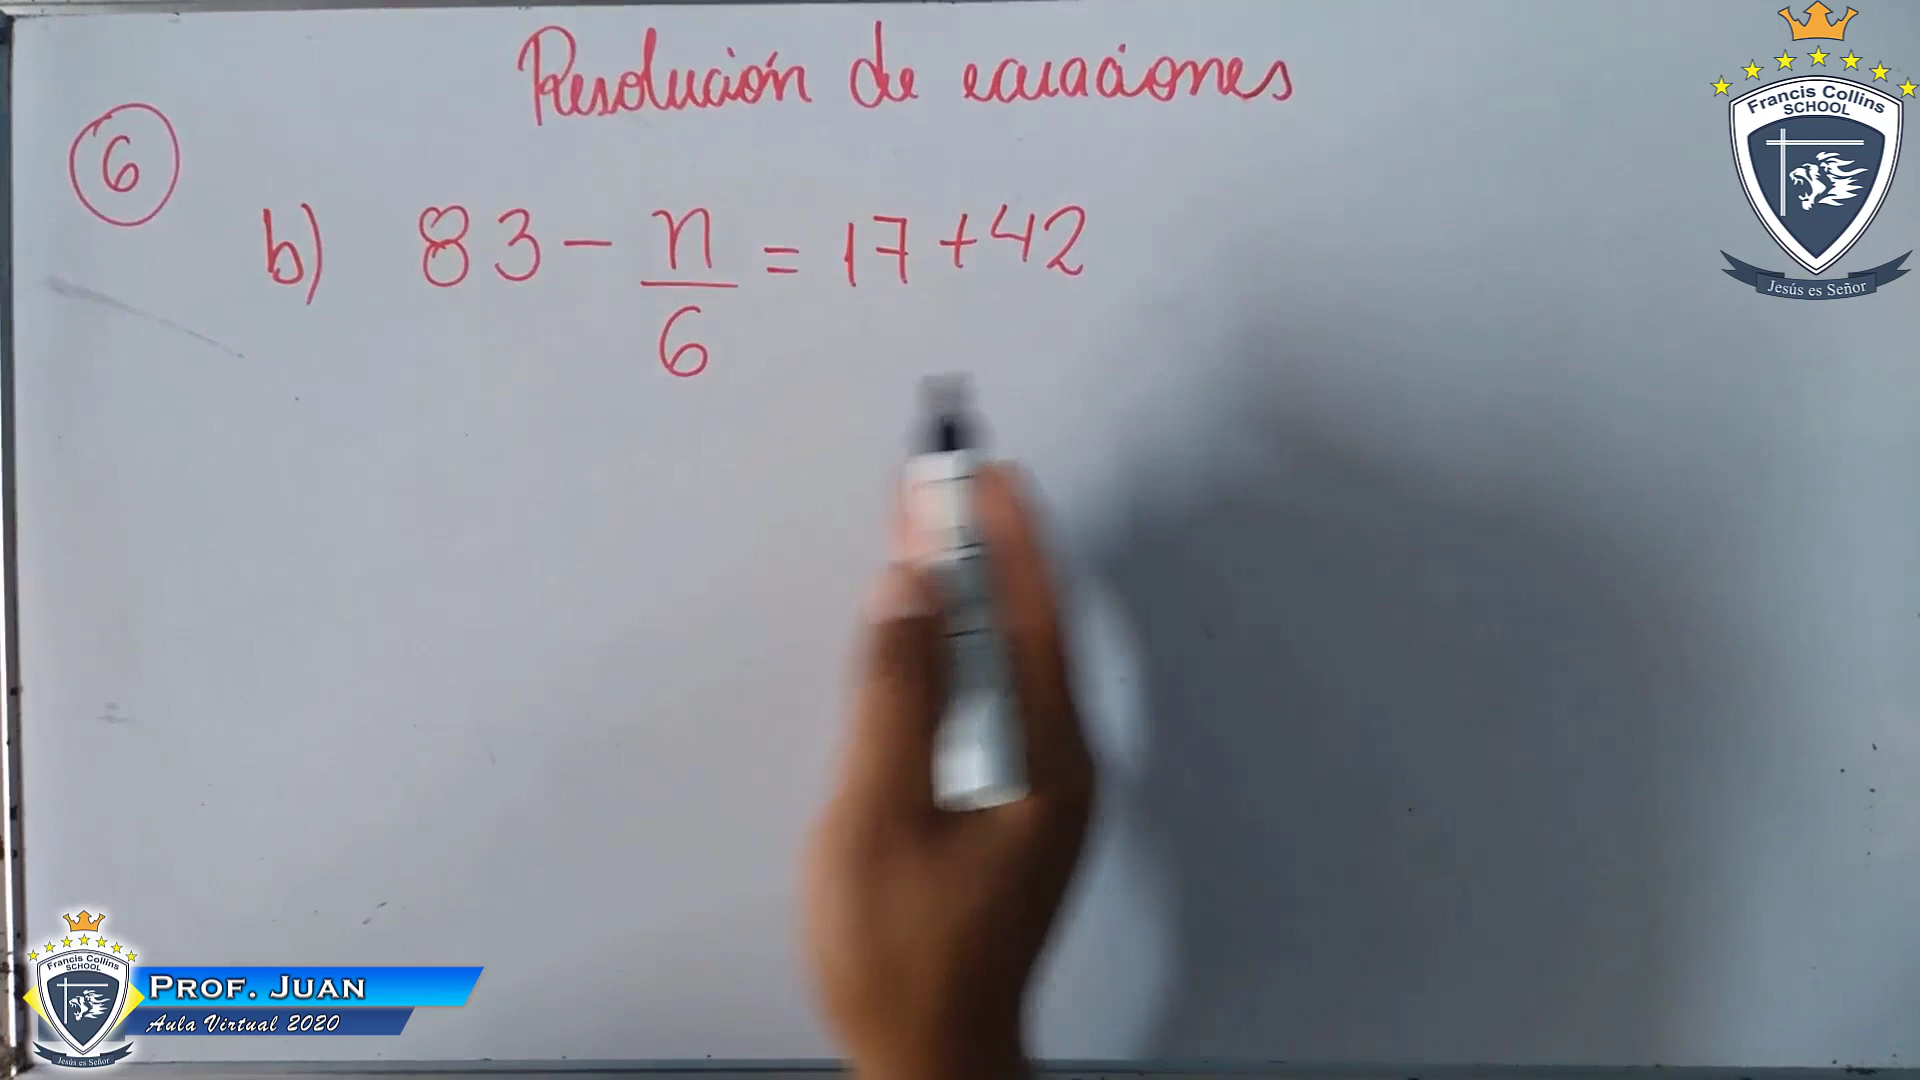 Resolución de ecuaciones
6
b) 83 - n/6 = 17 + 42
Francis Collins
SCHOOL
Jesús es Señor
Francis Collins
SCHOOL
Jesús es Señor
PROF. JUAN
Aula Virtual 2020